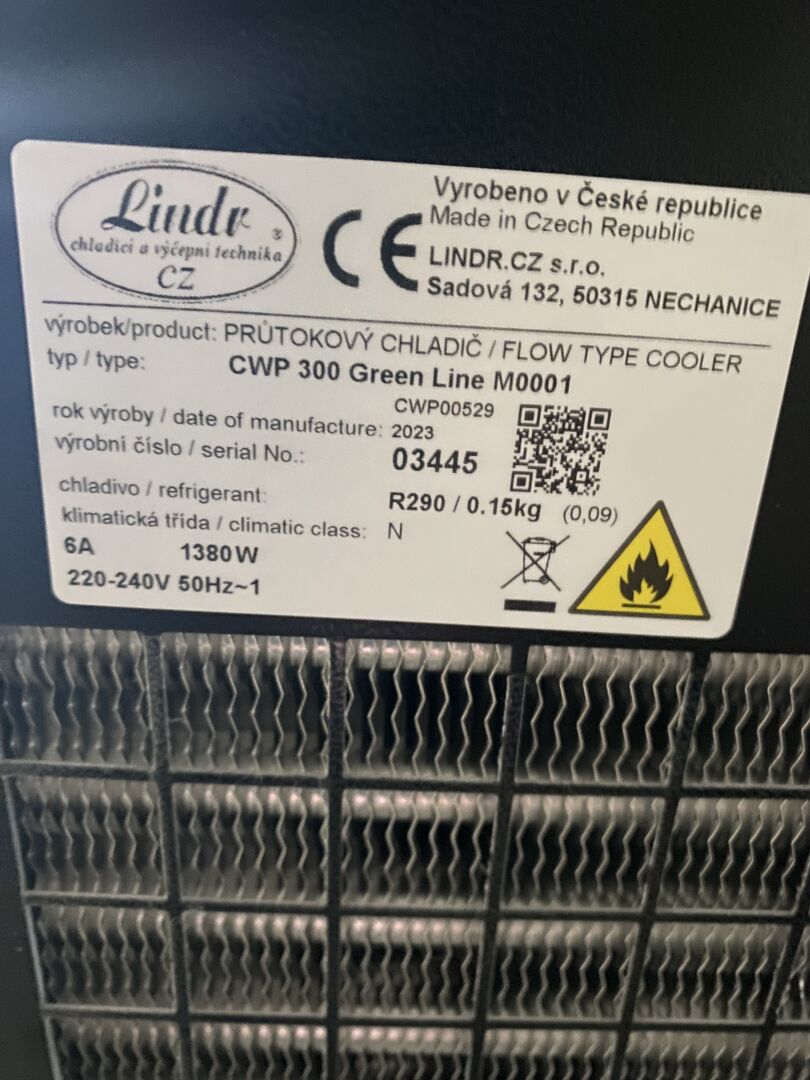 Lindr ®
chladicí a výčepní technika
CZ
CE
Vyrobeno v České republice
Made in Czech Republic
LINDR.CZ s.r.o.
Sadová 132, 50315 NECHANICE
výrobek/product: PRŮTOKOVÝ CHLADIČ / FLOW TYPE COOLER
typ / type: CWP 300 Green Line M0001
CWP00529
rok výroby / date of manufacture: 2023
výrobní číslo / serial No.: 03445
chladivo / refrigerant: R290 / 0.15kg (0,09)
klimatická třída / climatic class: N
6A 1380W
220-240V 50Hz~1